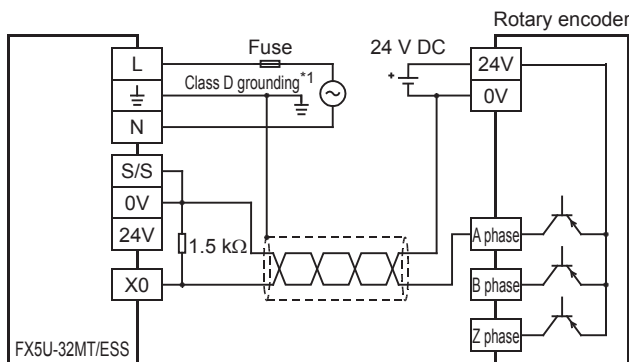 Rotary encoder
L
Fuse
24 V DC
24V
Class D grounding*1
+
0V
N
S/S
0V
24V
1.5 kΩ
A phase
X0
B phase
Z phase
FX5U-32MT/ESS